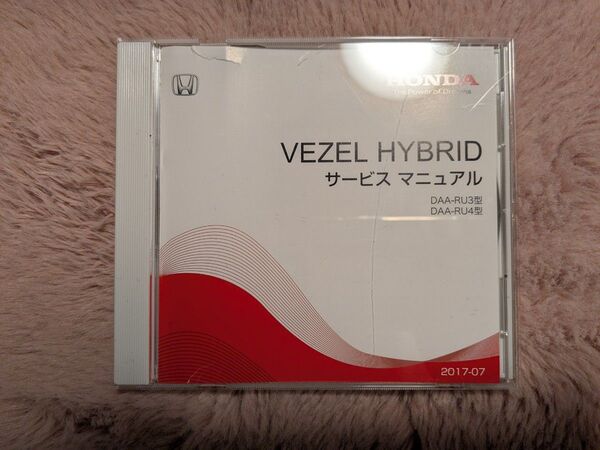 HONDA
The Power of Dreams
VEZEL HYBRID
サービス マニュアル
DAA-RU3型
DAA-RU4型
2017-07